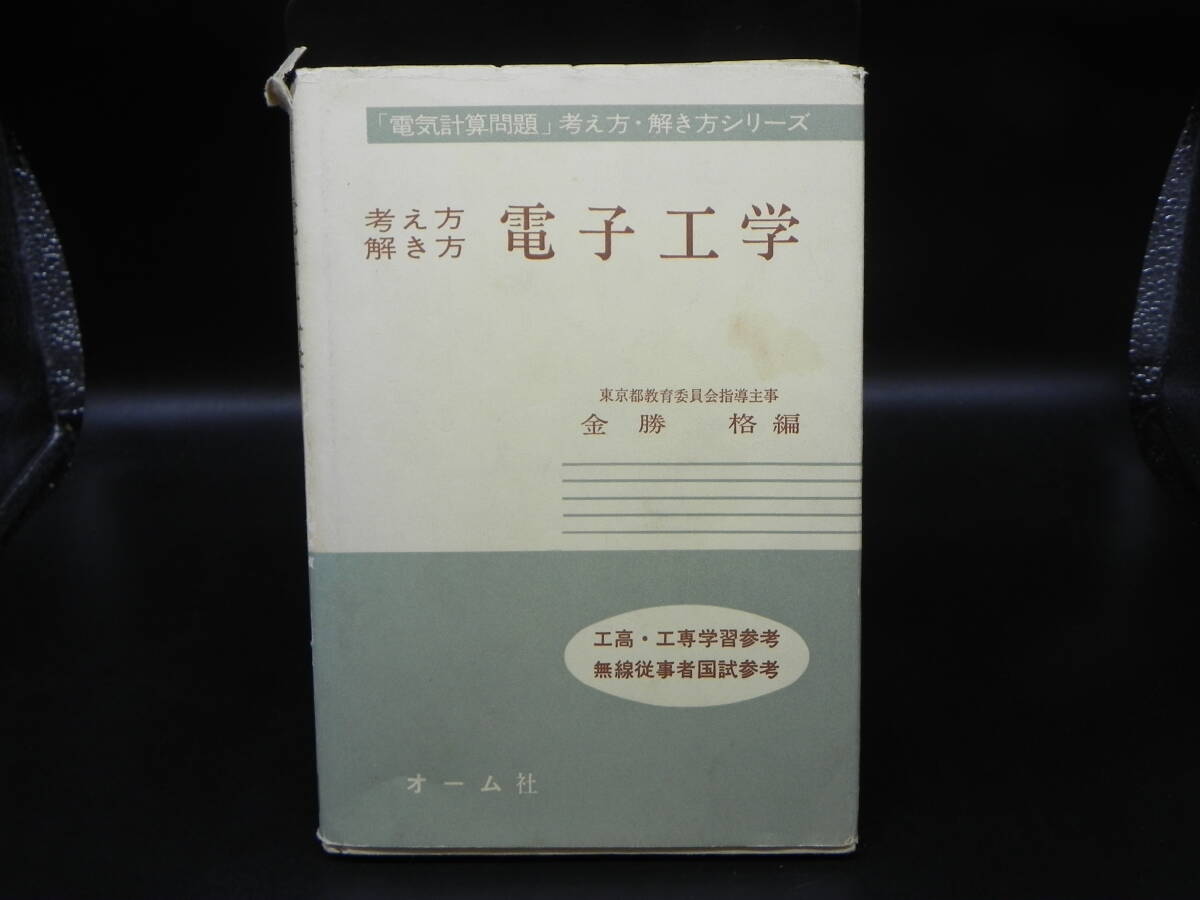 「電気計算問題」考え方・解き方シリーズ
考え方
解き方
電子工学
東京都教育委員会指導主事
金勝 格編
工高・工専学習参考
無線従事者国試参考
オーム社